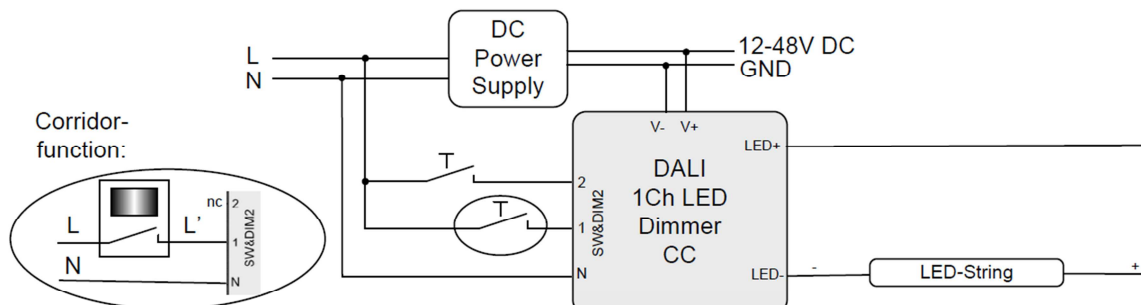 DC
Power
Supply
L
N
12-48V DC
GND
Corridor-
function:
nc
2
1
N
SW&DIM2
L
L’
N
T
T
V-
V+
LED+
LED-
2
1
N
SW&DIM2
DALI
1Ch LED
Dimmer
CC
-
LED-String
+